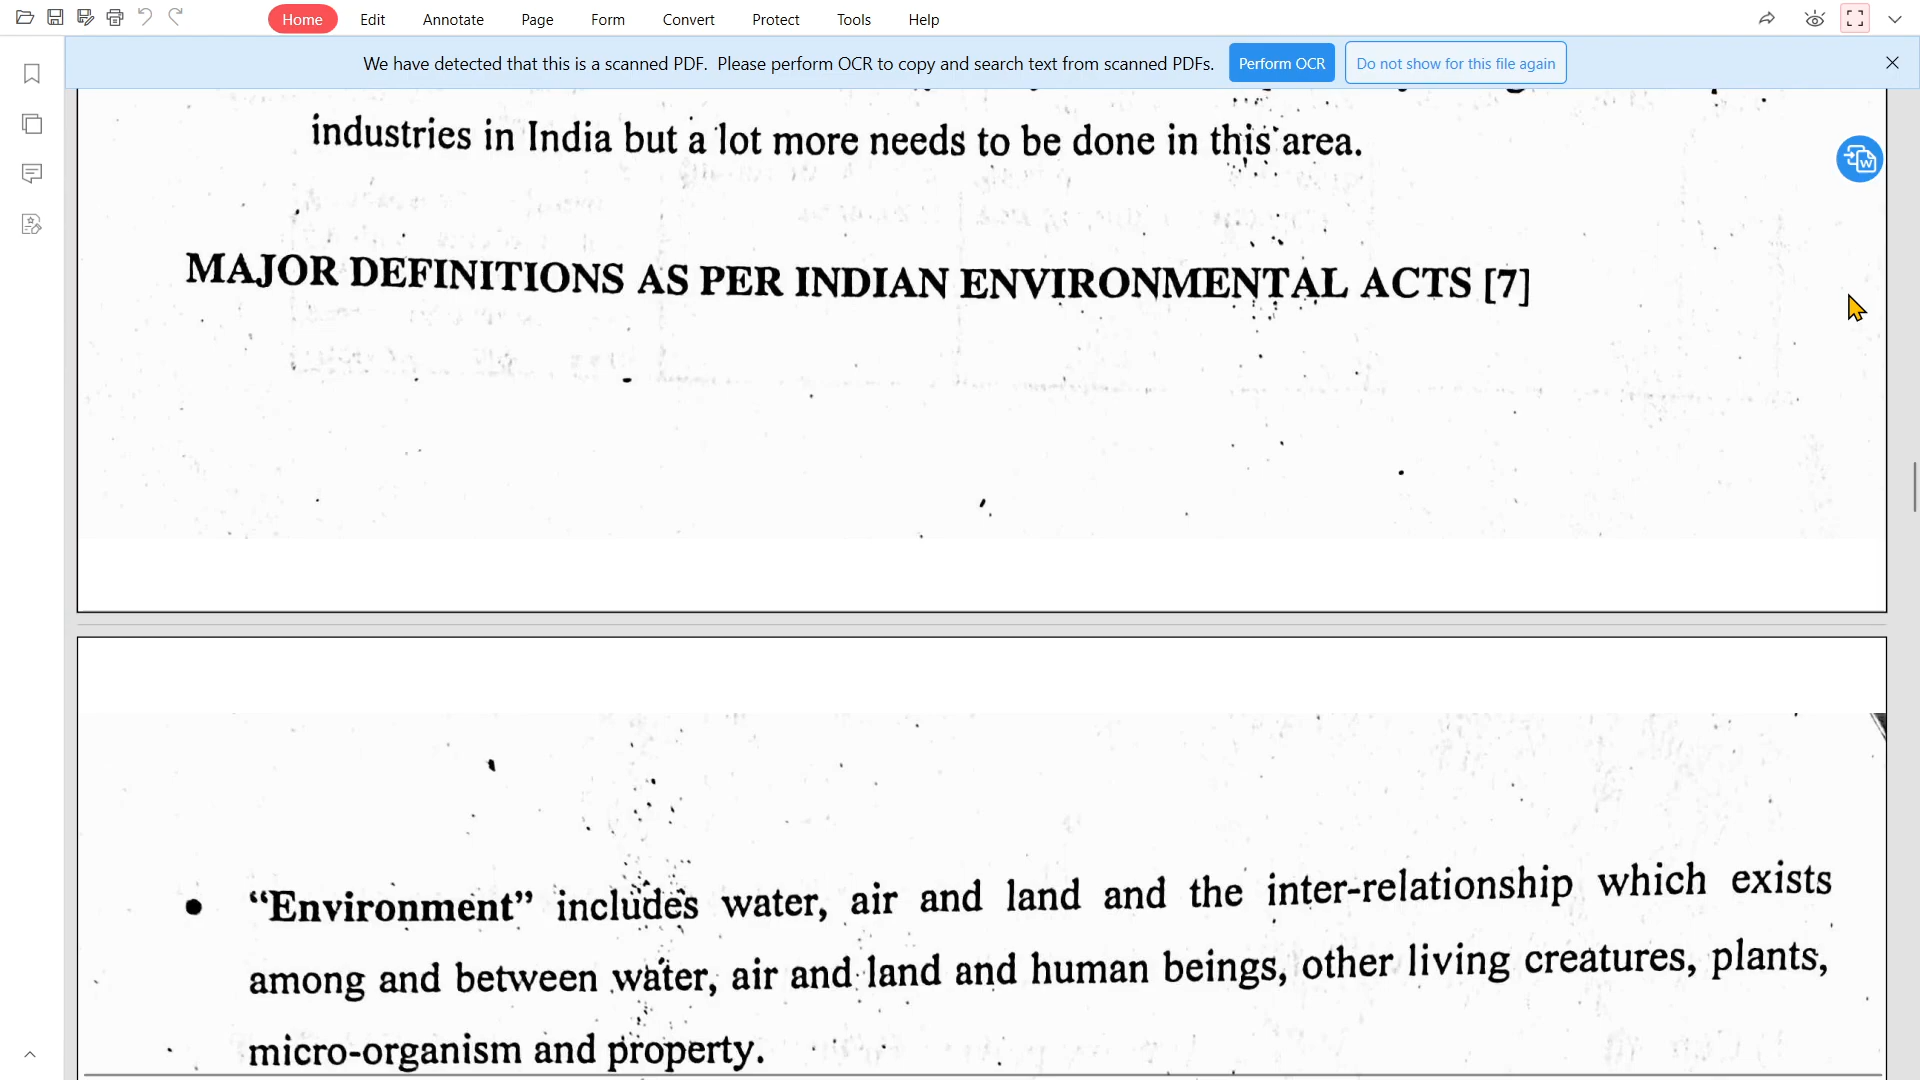 Home Edit Annotate Page Form Convert Protect Tools Help
We have detected that this is a scanned PDF. Please perform OCR to copy and search text from scanned PDFs. Perform OCR Do not show for this file again
industries in India but a lot more needs to be done in this area.
MAJOR DEFINITIONS AS PER INDIAN ENVIRONMENTAL ACTS [7]
• “Environment” includes water, air and land and the inter-relationship which exists
among and between water, air and land and human beings, other living creatures, plants,
micro-organism and property.